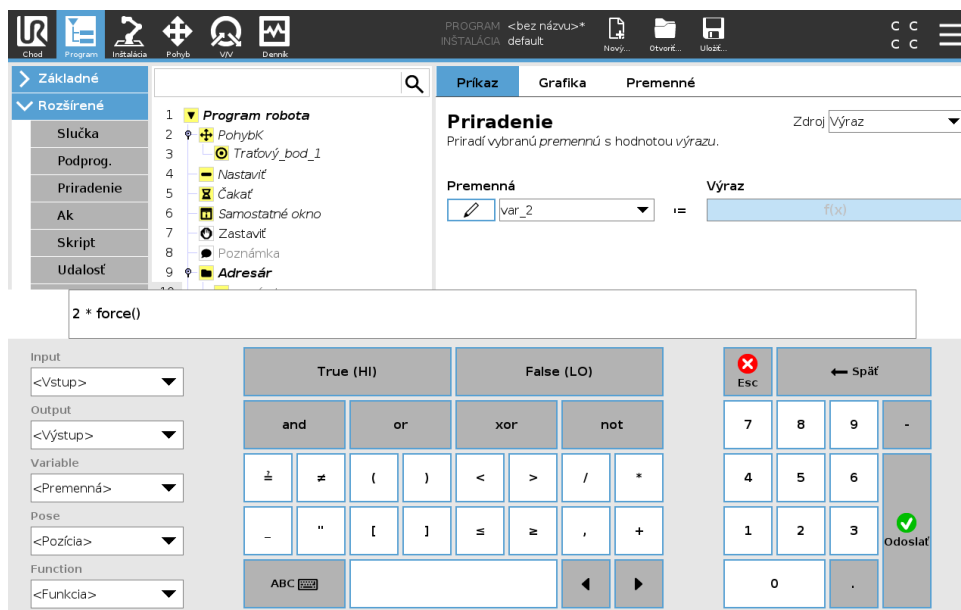 PROGRAM <bez názvu>*
INŠTALÁCIA default
Chod Program Inštalácia Pohyb V/V Denník Nový... Otvoriť... Uložiť...
C C
C C
Základné
Rozšírené
Slučka
Podprog.
Priradenie
Ak
Skript
Udalosť
1 Program robota
2 PohybK
3 Traťový_bod_1
4 Nastaviť
5 Čakať
6 Samostatné okno
7 Zastaviť
8 Poznámka
9 Adresár
Príkaz Grafika Premenné
Priradenie
Zdroj Výraz
Priradí vybranú premennú s hodnotou výrazu.
Premenná Výraz
var_2 := f(x)
2 * force()
Input
<Vstup>
Output
<Výstup>
Variable
<Premenná>
Pose
<Pozícia>
Function
<Funkcia>
True (HI) False (LO)
and or xor not
≟ ≠ ( ) < > / *
_ " [ ] ≤ ≥ , +
ABC
Esc Späť
7 8 9 -
4 5 6
1 2 3 Odoslať
0 .